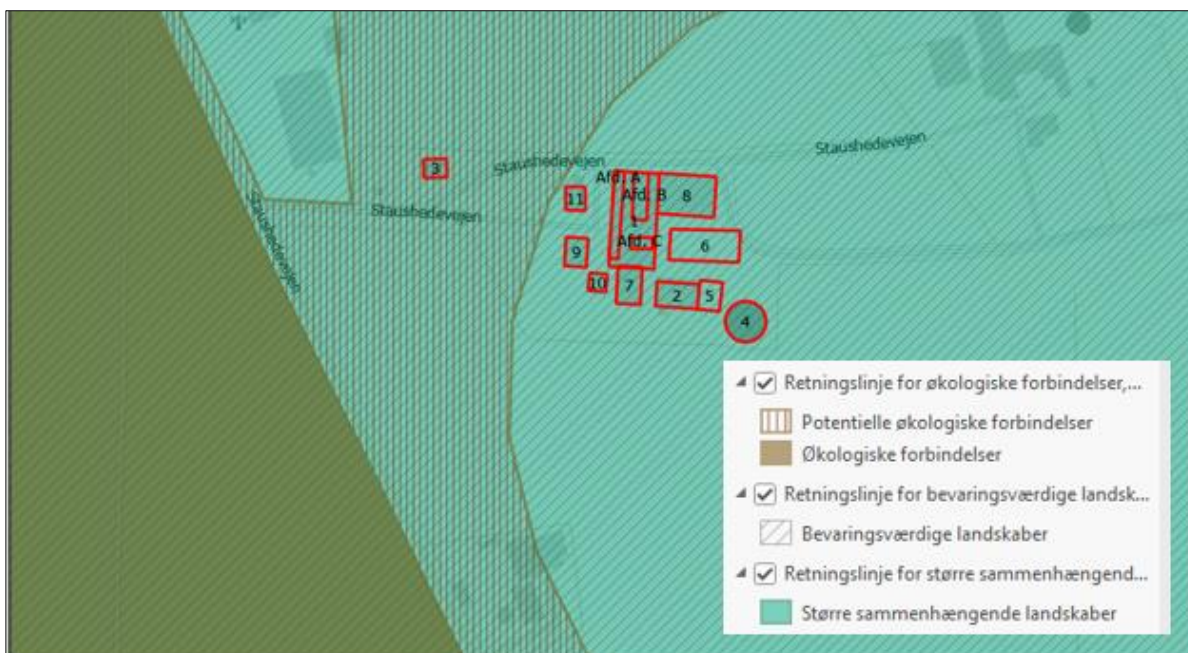 Staushedevejen
Staushedevejen
Staushedevejen
Staushedevejen
3
Afd. A
Afd. B
8
11
1
Afd. C
6
9
10
7
2
5
4
Retningslinje for økologiske forbindelser,...
Potentielle økologiske forbindelser
Økologiske forbindelser
Retningslinje for bevaringsværdige landsk...
Bevaringsværdige landskaber
Retningslinje for større sammenhængend...
Større sammenhængende landskaber